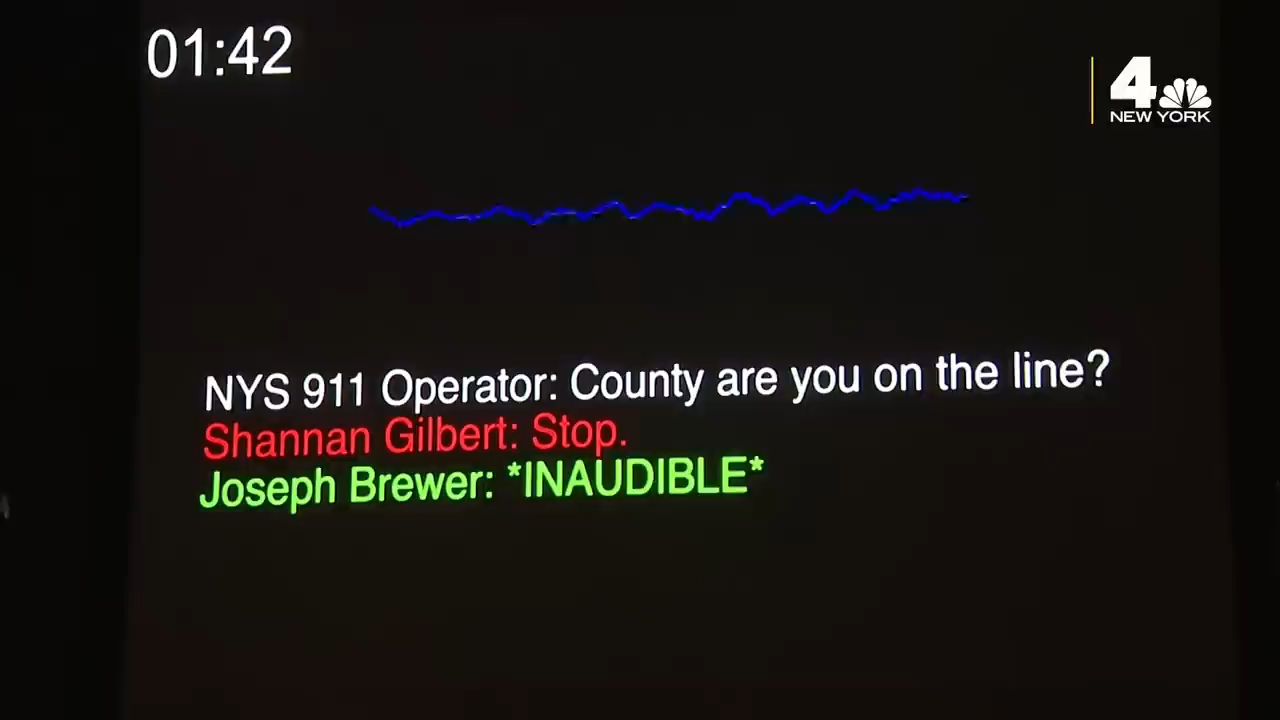 01:42
4
NEW YORK
NYS 911 Operator: County are you on the line?
Shannan Gilbert: Stop.
Joseph Brewer: *INAUDIBLE*